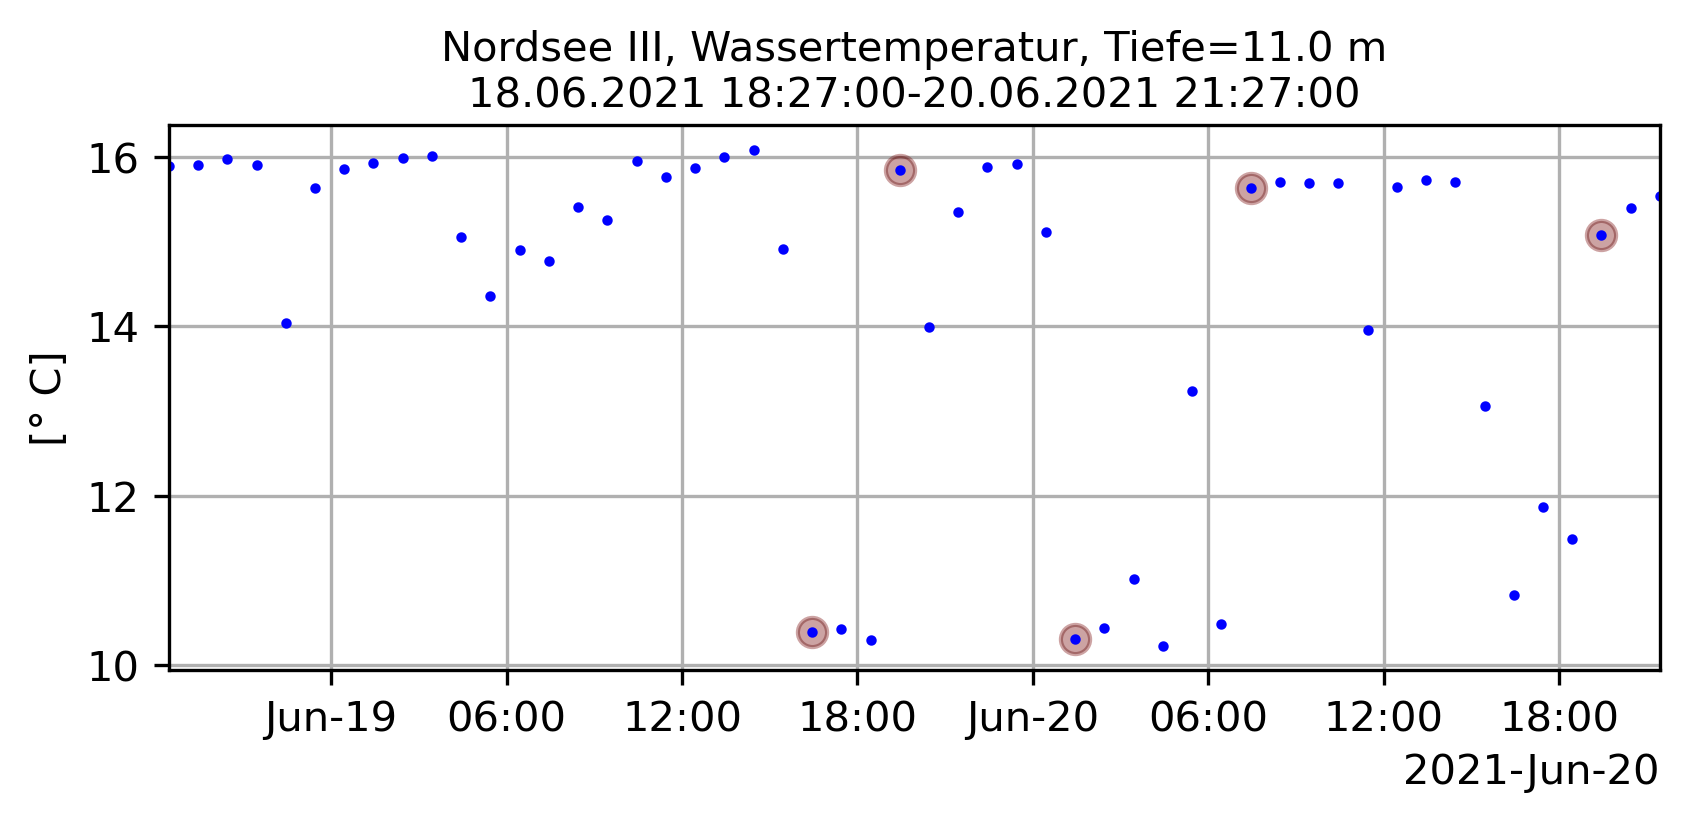 Nordsee III, Wassertemperatur, Tiefe=11.0 m
18.06.2021 18:27:00-20.06.2021 21:27:00
[° C]
16
14
12
10
Jun-19 06:00 12:00 18:00 Jun-20 06:00 12:00 18:00
2021-Jun-20